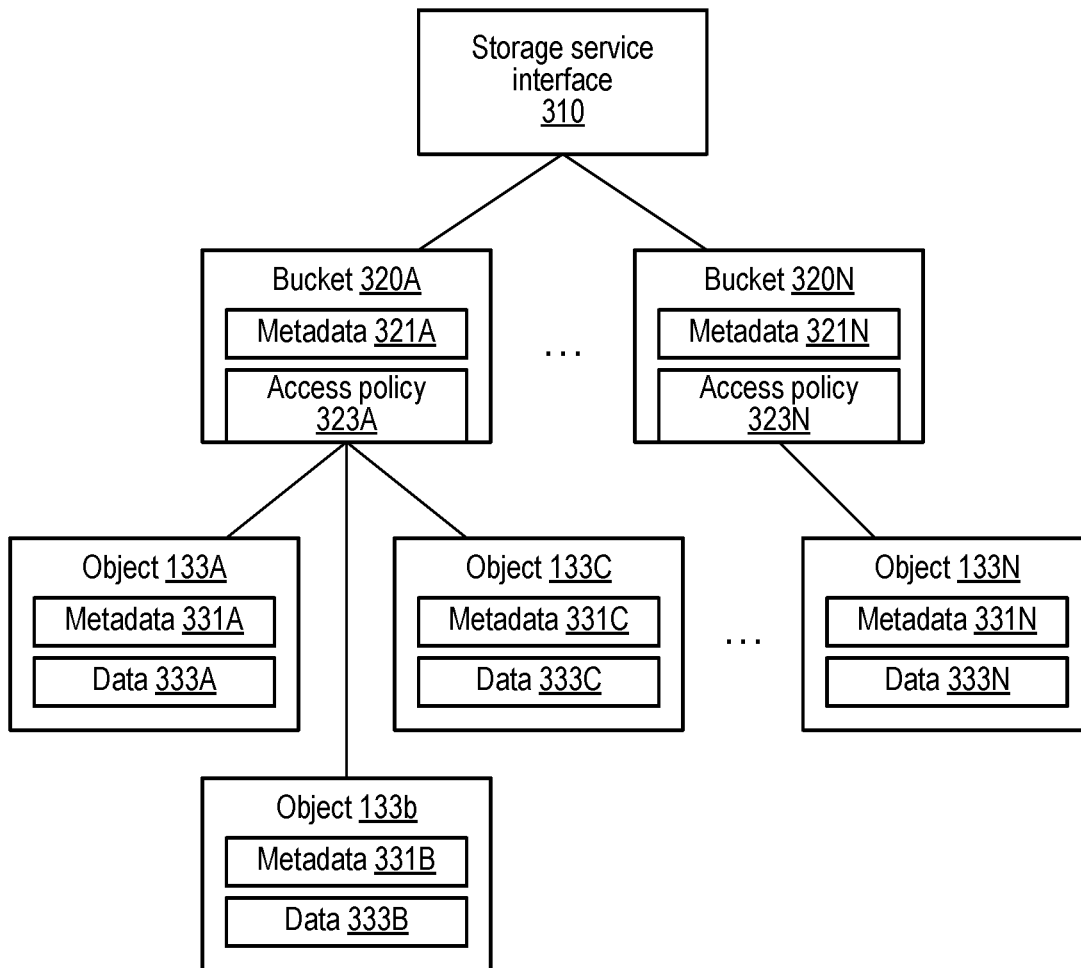 Storage service
interface
310
Bucket 320A
Metadata 321A
Access policy
323A
...
Bucket 320N
Metadata 321N
Access policy
323N
Object 133A
Metadata 331A
Data 333A
Object 133C
Metadata 331C
Data 333C
...
Object 133N
Metadata 331N
Data 333N
Object 133b
Metadata 331B
Data 333B